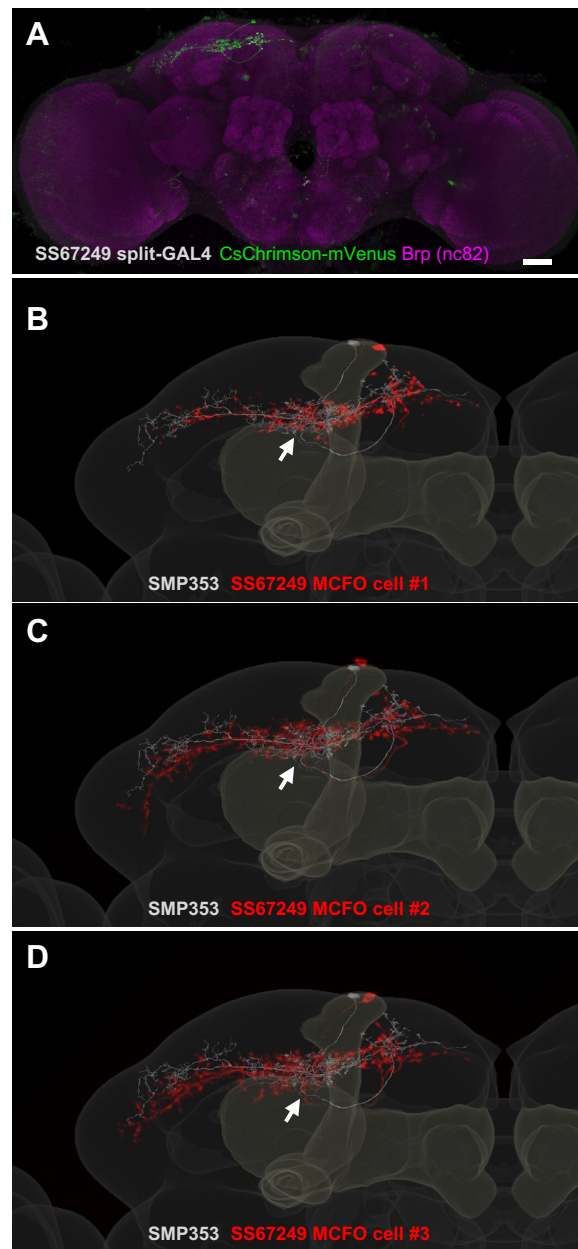 A
SS67249 split-GAL4 CsChrimson-mVenus Brp (nc82)
B
SMP353 SS67249 MCFO cell #1
C
SMP353 SS67249 MCFO cell #2
D
SMP353 SS67249 MCFO cell #3